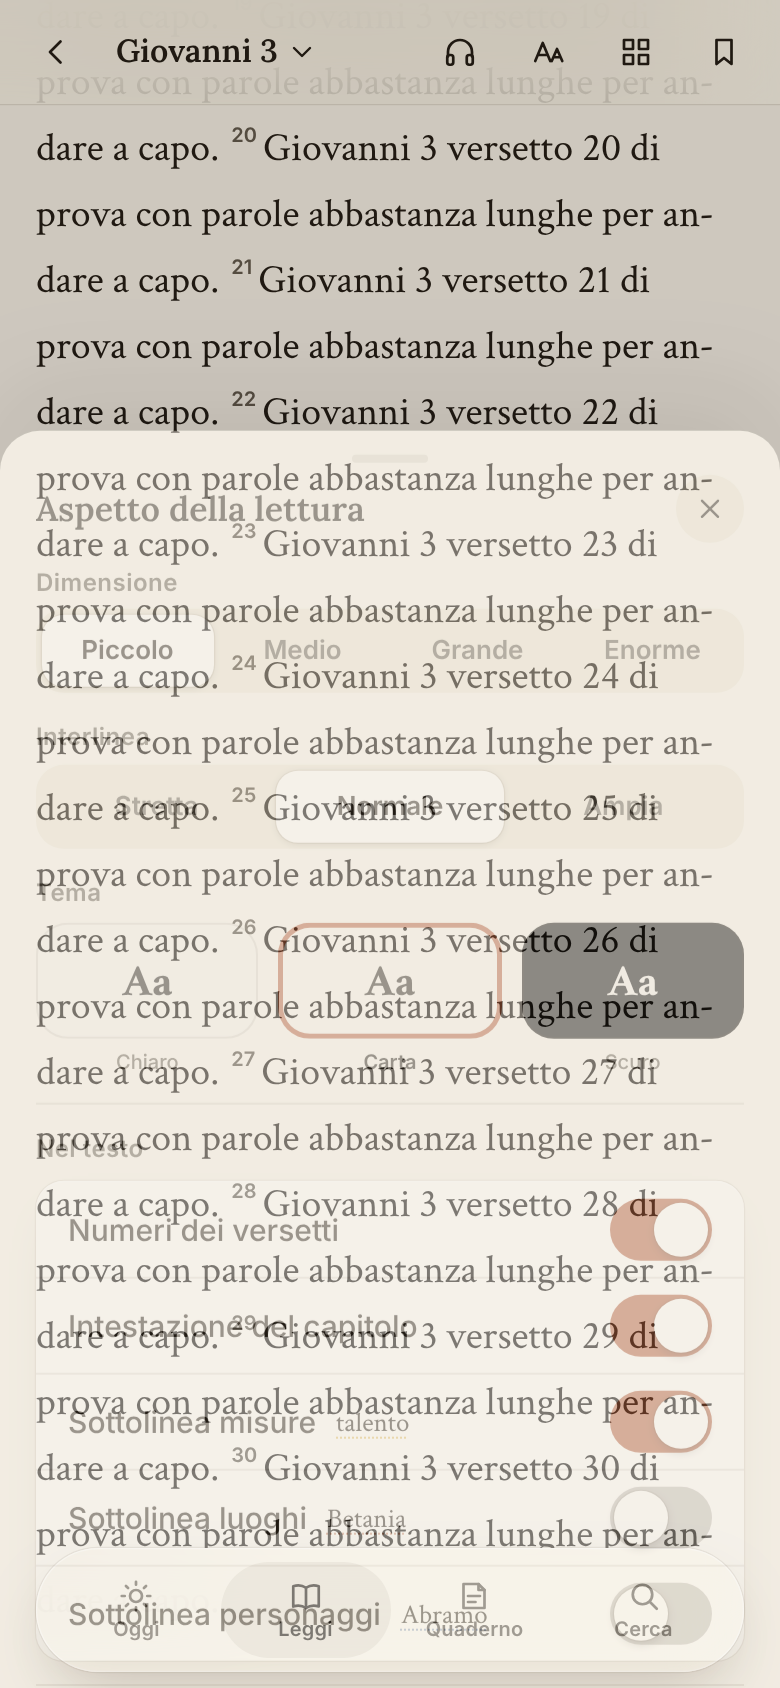 Giovanni 3 versetto 19 di
Giovanni 3
prova con parole abbastanza lunghe per an-
dare a capo. 20 Giovanni 3 versetto 20 di
prova con parole abbastanza lunghe per an-
dare a capo. 21 Giovanni 3 versetto 21 di
prova con parole abbastanza lunghe per an-
dare a capo. 22 Giovanni 3 versetto 22 di
prova con parole abbastanza lunghe per an-
Aspetto della lettura
dare a capo. 23 Giovanni 3 versetto 23 di
Dimensione
prova con parole abbastanza lunghe per an-
Piccolo Medio Grande Enorme
dare a capo. 24 Giovanni 3 versetto 24 di
Interlinea
prova con parole abbastanza lunghe per an-
Stretta Normale Ampia
dare a capo. 25 Giovanni 3 versetto 25 di
prova con parole abbastanza lunghe per an-
Tema
dare a capo. 26 Giovanni 3 versetto 26 di
Aa Aa Aa
prova con parole abbastanza lunghe per an-
Chiaro Carta Scuro
dare a capo. 27 Giovanni 3 versetto 27 di
prova con parole abbastanza lunghe per an-
Nel testo
dare a capo. 28 Giovanni 3 versetto 28 di
Numeri dei versetti
prova con parole abbastanza lunghe per an-
Intestazione del capitolo
dare a capo. 29 Giovanni 3 versetto 29 di
prova con parole abbastanza lunghe per an-
Sottolinea misure talento
dare a capo. 30 Giovanni 3 versetto 30 di
Sottolinea luoghi Betania
prova con parole abbastanza lunghe per an-
dare a capo.
Sottolinea personaggi Abramo
Oggi Leggi Quaderno Cerca